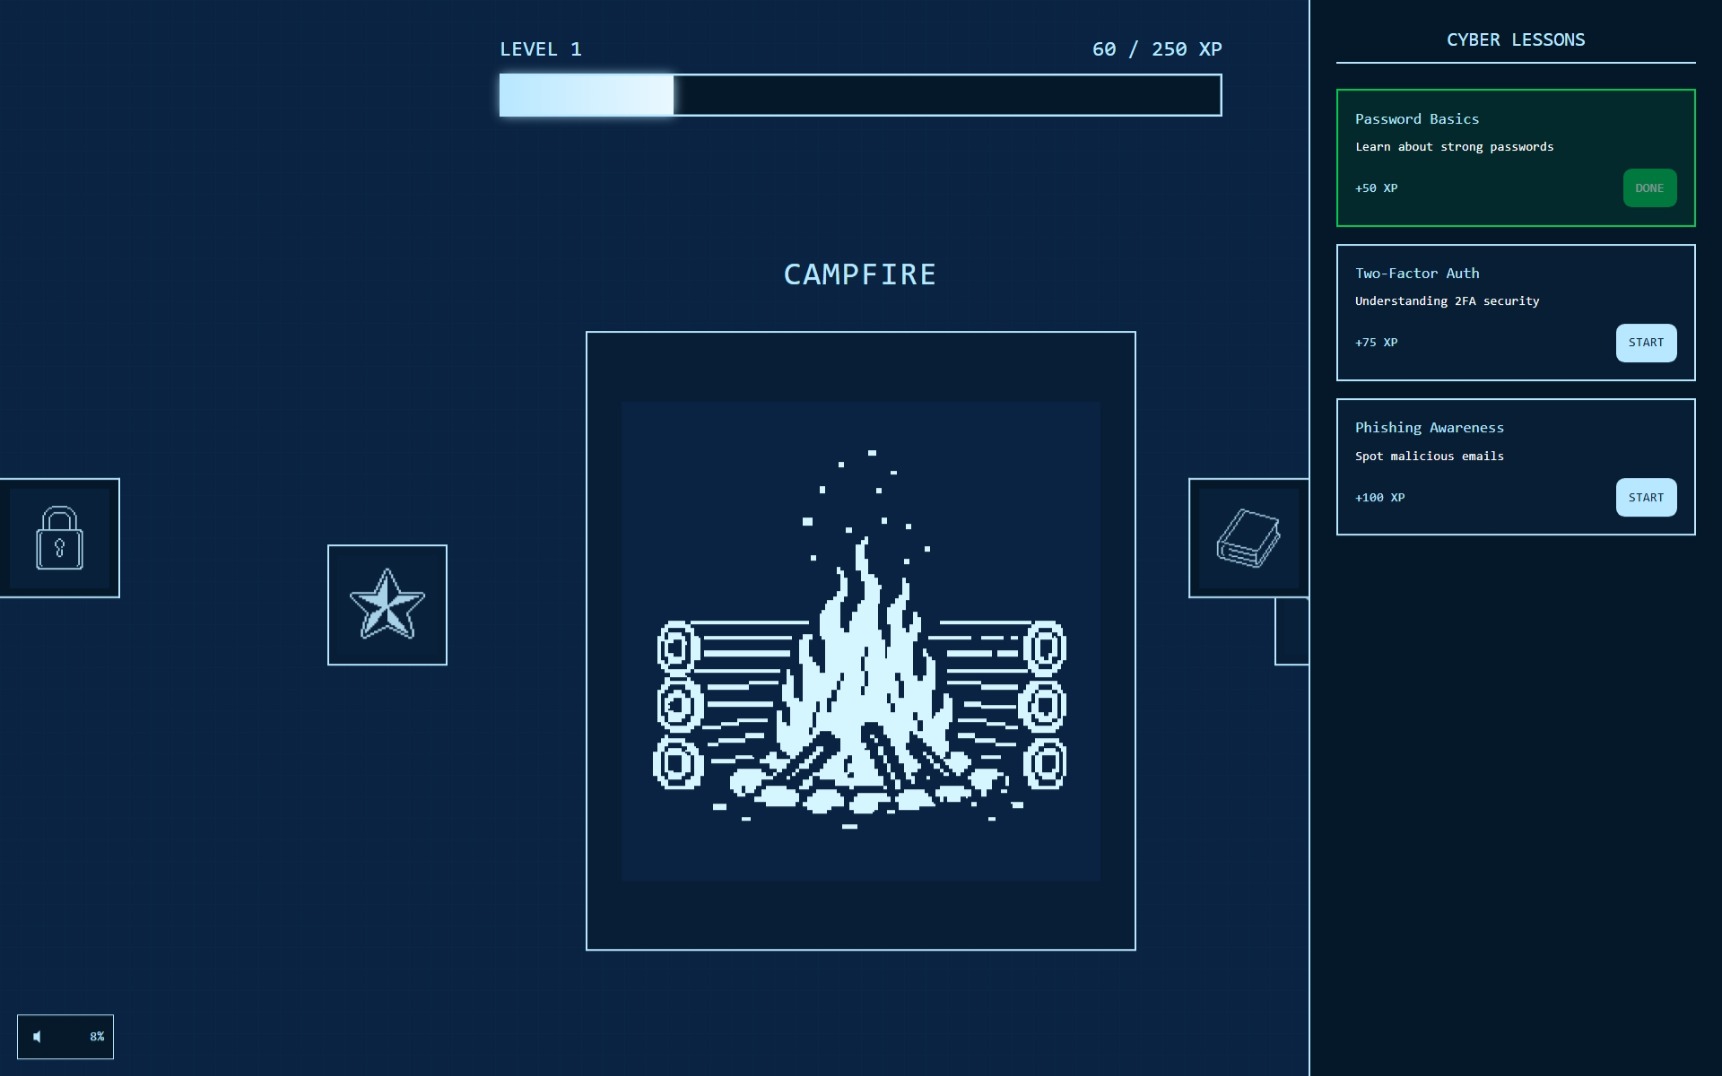 LEVEL 1
60 / 250 XP
CAMPFIRE
8%
CYBER LESSONS
Password Basics
Learn about strong passwords
+50 XP
DONE
Two-Factor Auth
Understanding 2FA security
+75 XP
START
Phishing Awareness
Spot malicious emails
+100 XP
START